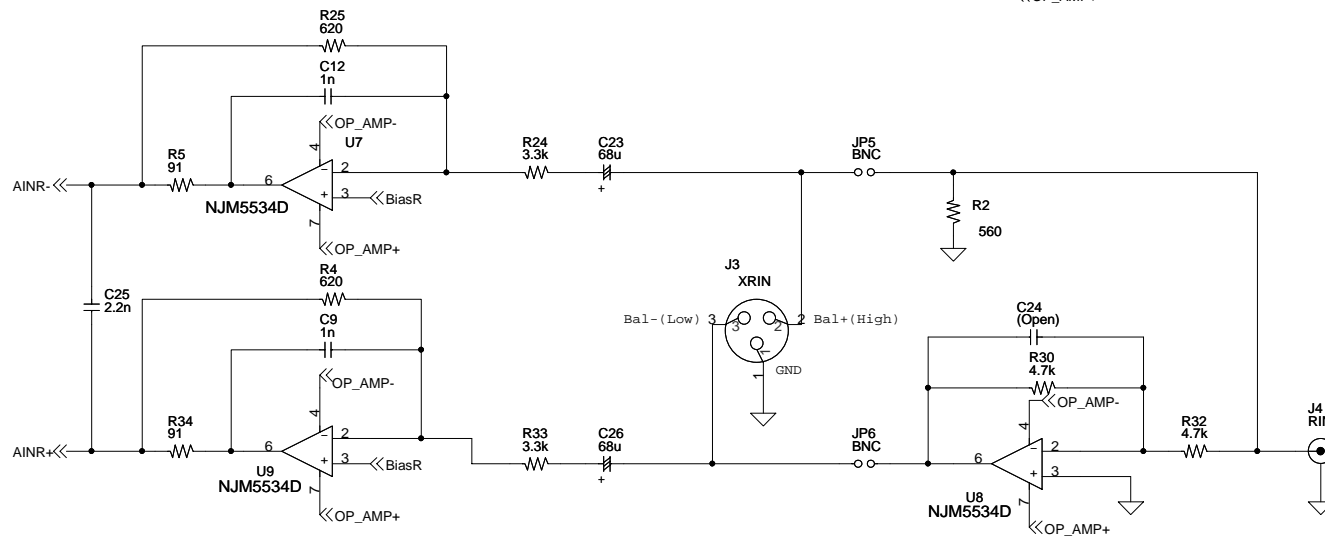 R25
620
C12
1n
OP_AMP-
4
U7
R5
91
AINR-
6
2
3
BiasR
NJM5534D
7
OP_AMP+
R24
3.3k
C23
68u
+
JP5
BNC
R2
560
J3
XRIN
Bal-(Low) 3
3
2
2 Bal+(High)
1
1
GND
R4
620
C25
2.2n
C9
1n
OP_AMP-
4
R34
91
AINR+
6
2
3
BiasR
U9
NJM5534D
7
OP_AMP+
R33
3.3k
C26
68u
+
JP6
BNC
C24
(Open)
R30
4.7k
OP_AMP-
4
6
2
3
U8
NJM5534D
7
OP_AMP+
R32
4.7k
J4